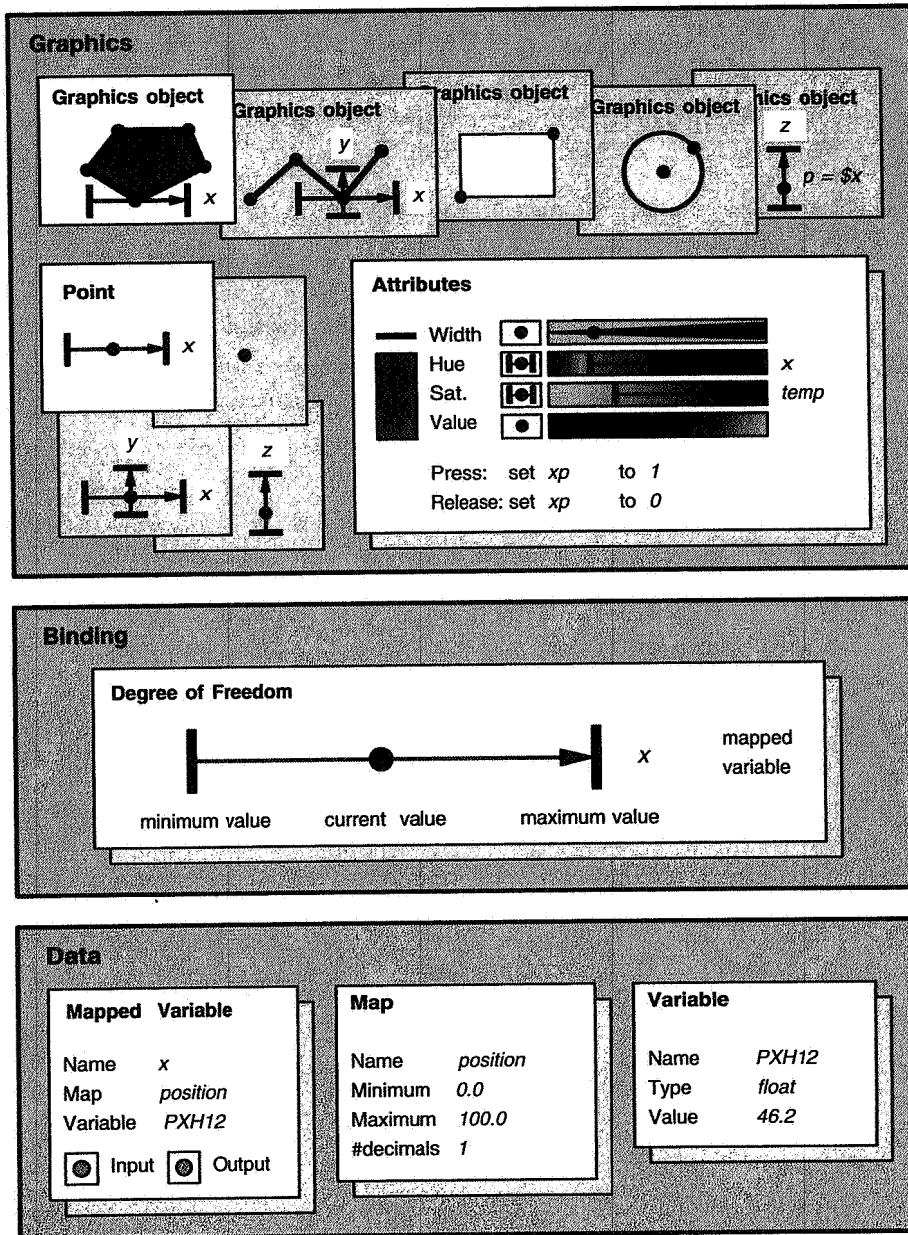 Graphics
Graphics object
x
Graphics object
y
x
Graphics object
Graphics object
hics object
z
p = $x
Point
x
y
x
z
Attributes
Width
Hue x
Sat. temp
Value
Press: set xp to 1
Release: set xp to 0
Binding
Degree of Freedom
x
mapped
variable
minimum value current value maximum value
Data
Mapped Variable
Name x
Map position
Variable PXH12
Input Output
Map
Name position
Minimum 0.0
Maximum 100.0
#decimals 1
Variable
Name PXH12
Type float
Value 46.2